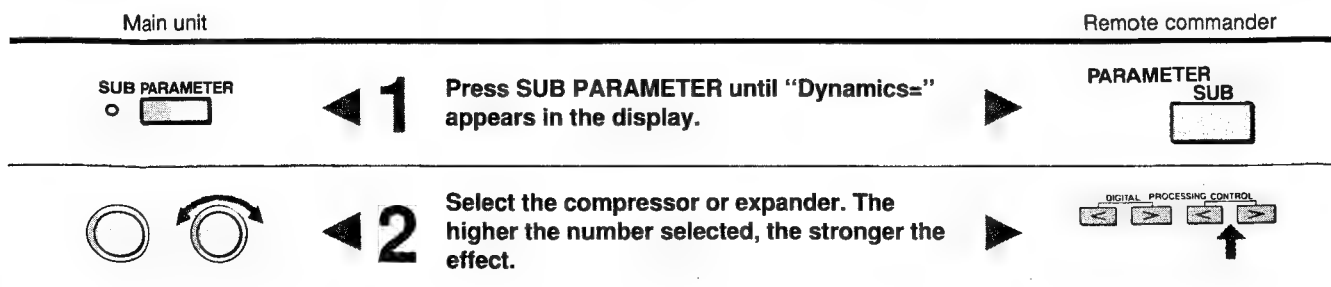 Main unit
Remote commander
SUB PARAMETER
1
Press SUB PARAMETER until “Dynamics=”
appears in the display.
PARAMETER
SUB
2
Select the compressor or expander. The
higher the number selected, the stronger the
effect.
DIGITAL PROCESSING CONTROL
< > < >